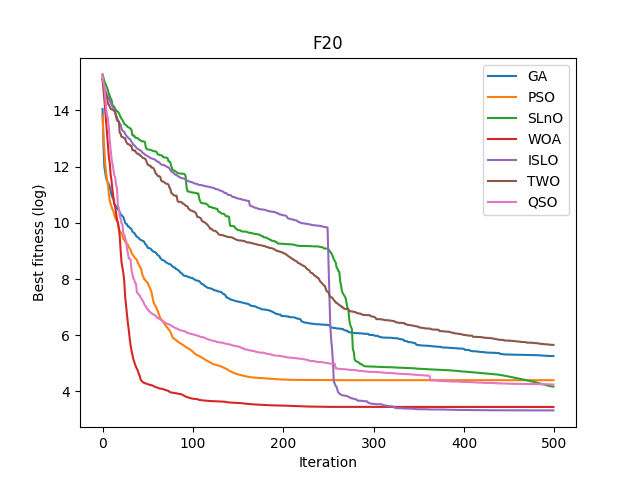 F20
Best fitness (log)
14
12
10
8
6
4
0
100
200
300
400
500
Iteration
GA
PSO
SLnO
WOA
ISLO
TWO
QSO